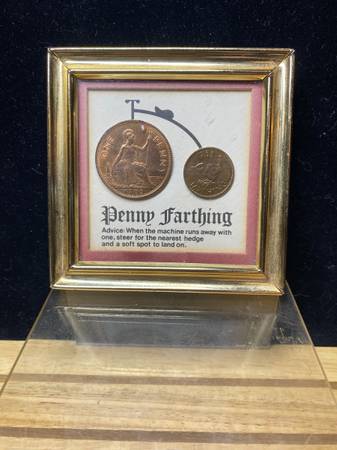 ONE PENNY
Penny Farthing
Advice: When the machine runs away with
one, steer for the nearest hedge
and a soft spot to land on.